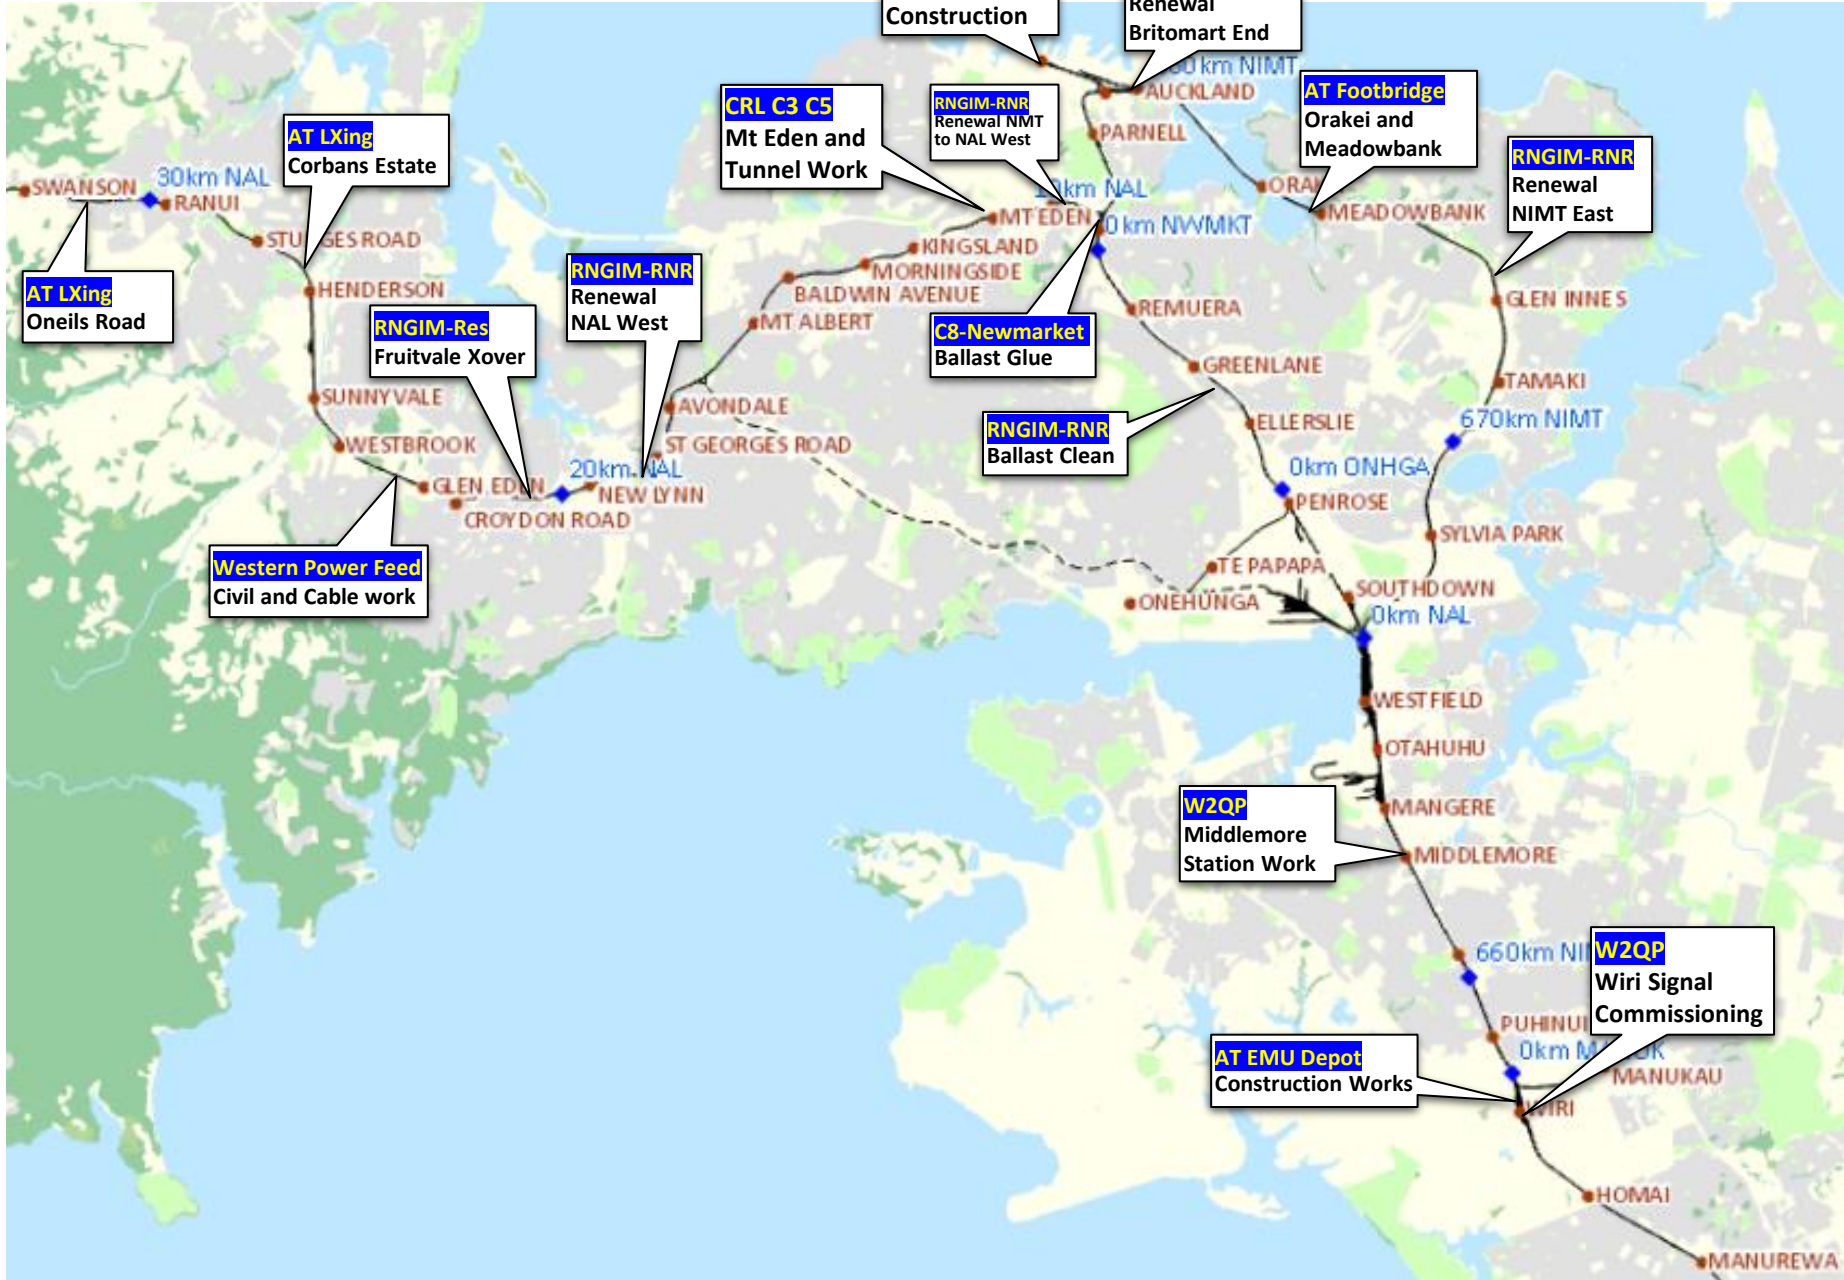 Construction
Renewal
Britomart End
km NIMT
AUCKLAND
CRL C3 C5
Mt Eden and
Tunnel Work
RNGIM-RNR
Renewal NMT
to NAL West
PARNELL
AT Footbridge
Orakei and
Meadowbank
RNGIM-RNR
Renewal
NIMT East
AT LXing
Corbans Estate
SWANSON
30km NAL
RANUI
STURGES ROAD
AT LXing
Oneils Road
HENDERSON
RNGIM-Res
Fruitvale Xover
RNGIM-RNR
Renewal
NAL West
km NAL
MT EDEN
0km NWMKT
KINGSLAND
MORNINGSIDE
BALDWIN AVENUE
MT ALBERT
MEADOWBANK
GLEN INNES
REMUERA
C8-Newmarket
Ballast Glue
GREENLANE
TAMAKI
SUNNYVALE
AVONDALE
RNGIM-RNR
Ballast Clean
ELLERSLIE
670km NIMT
WESTBROOK
ST GEORGES ROAD
20km NAL
GLEN EDEN
NEW LYNN
CROYDON ROAD
0km ONHGA
PENROSE
SYLVIA PARK
Western Power Feed
Civil and Cable work
TE PAPAPA
ONEHUNGA
SOUTHDOWN
0km NAL
WESTFIELD
OTAHUHU
MANGERE
W2QP
Middlemore
Station Work
MIDDLEMORE
660km
W2QP
Wiri Signal
Commissioning
PUHINUI
0km
MANUKAU
AT EMU Depot
Construction Works
WIRI
HOMAI
MANUREWA